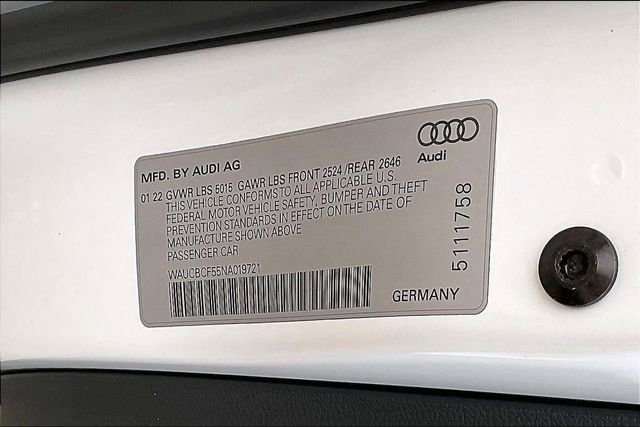 MFD. BY AUDI AG
Audi
01 22 GVWR LBS 5015 GAWR LBS FRONT 2524 /REAR 2646
THIS VEHICLE CONFORMS TO ALL APPLICABLE U.S.
FEDERAL MOTOR VEHICLE SAFETY, BUMPER AND THEFT
PREVENTION STANDARDS IN EFFECT ON THE DATE OF
MANUFACTURE SHOWN ABOVE
PASSENGER CAR
WAUCBCF55NA019721
5111758
GERMANY